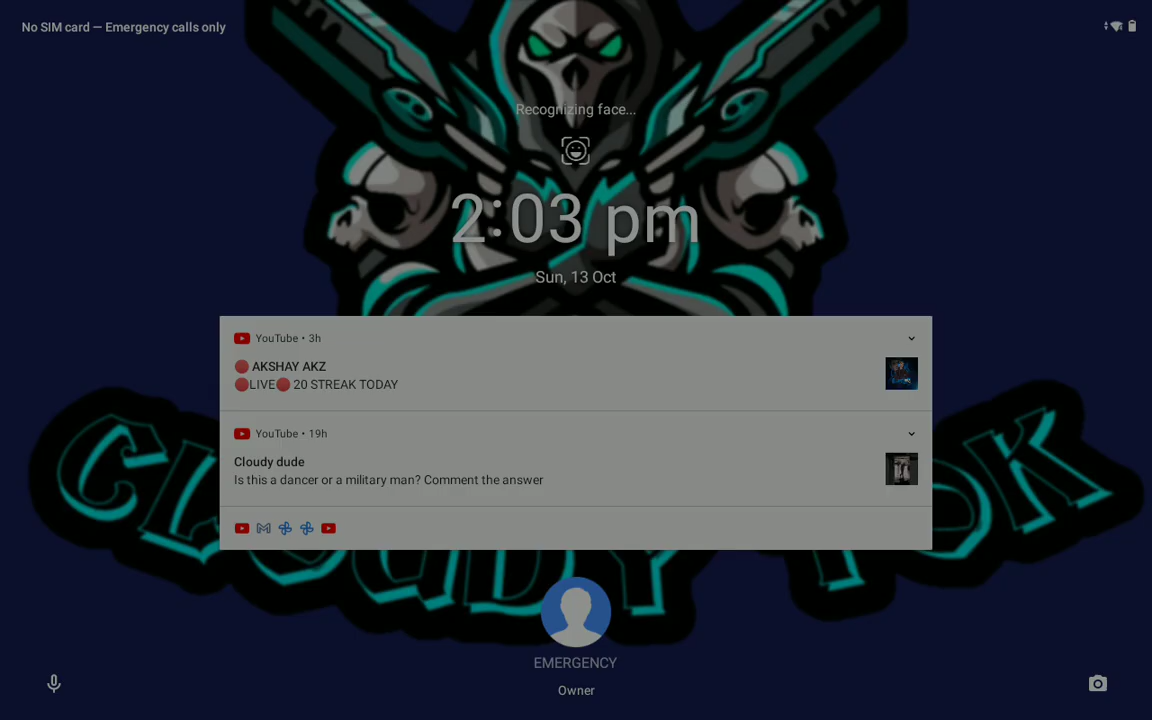 No SIM card — Emergency calls only
Recognizing face...
2:03 pm
Sun, 13 Oct
YouTube • 3h
🔴 AKSHAY AKZ
🔴LIVE🔴 20 STREAK TODAY
YouTube • 19h
Cloudy dude
Is this a dancer or a military man? Comment the answer
CLOUDY
EMERGENCY
Owner